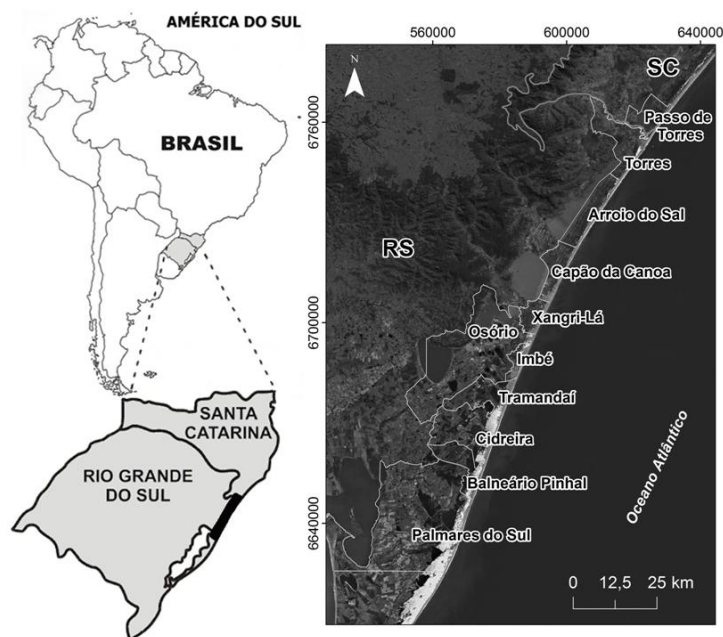 AMÉRICA DO SUL
BRASIL
SANTA
CATARINA
RIO GRANDE
DO SUL
560000
600000
640000
6760000
6700000
6640000
N
SC
Passo de
Torres
Torres
Arroio do Sal
RS
Capão da Canoa
Xangri-Lá
Osório
Imbé
Tramandaí
Cidreira
Balneário Pinhal
Palmares do Sul
Oceano Atlântico
0 12,5 25 km